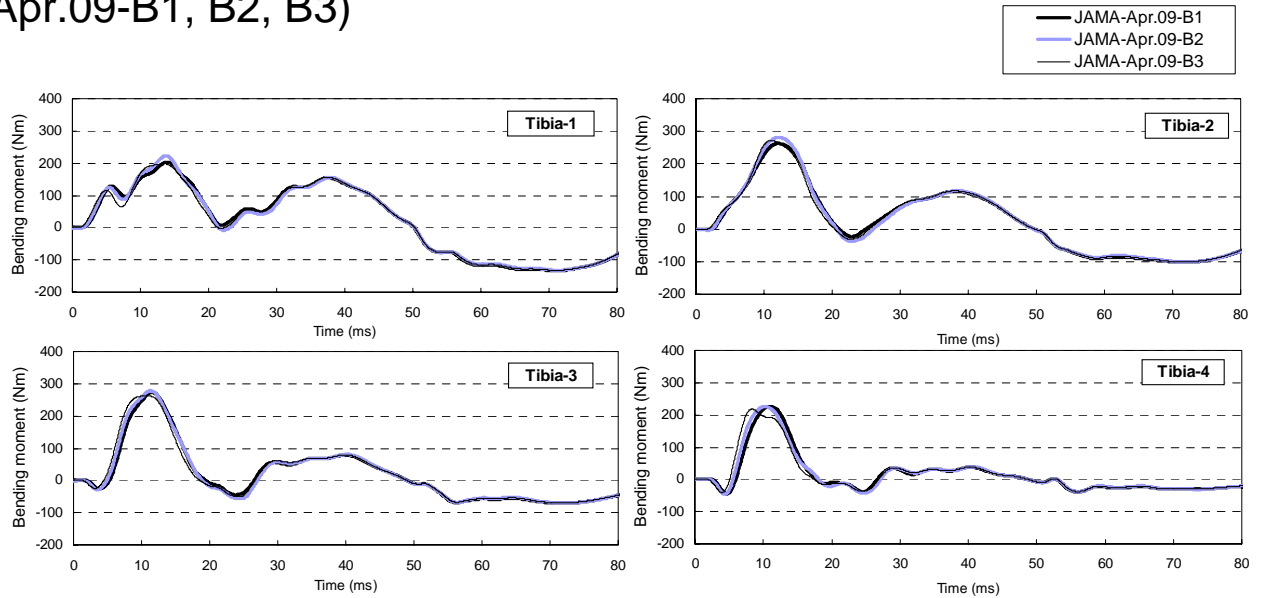 Apr.09-B1, B2, B3)
JAMA-Apr.09-B1
JAMA-Apr.09-B2
JAMA-Apr.09-B3
Tibia-1
Bending moment (Nm)
400
300
200
100
0
-100
-200
0 10 20 30 40 50 60 70 80
Time (ms)
Tibia-2
Bending moment (Nm)
400
300
200
100
0
-100
-200
0 10 20 30 40 50 60 70 80
Time (ms)
Tibia-3
Bending moment (Nm)
400
300
200
100
0
-100
-200
0 10 20 30 40 50 60 70 80
Time (ms)
Tibia-4
Bending moment (Nm)
400
300
200
100
0
-100
-200
0 10 20 30 40 50 60 70 80
Time (ms)